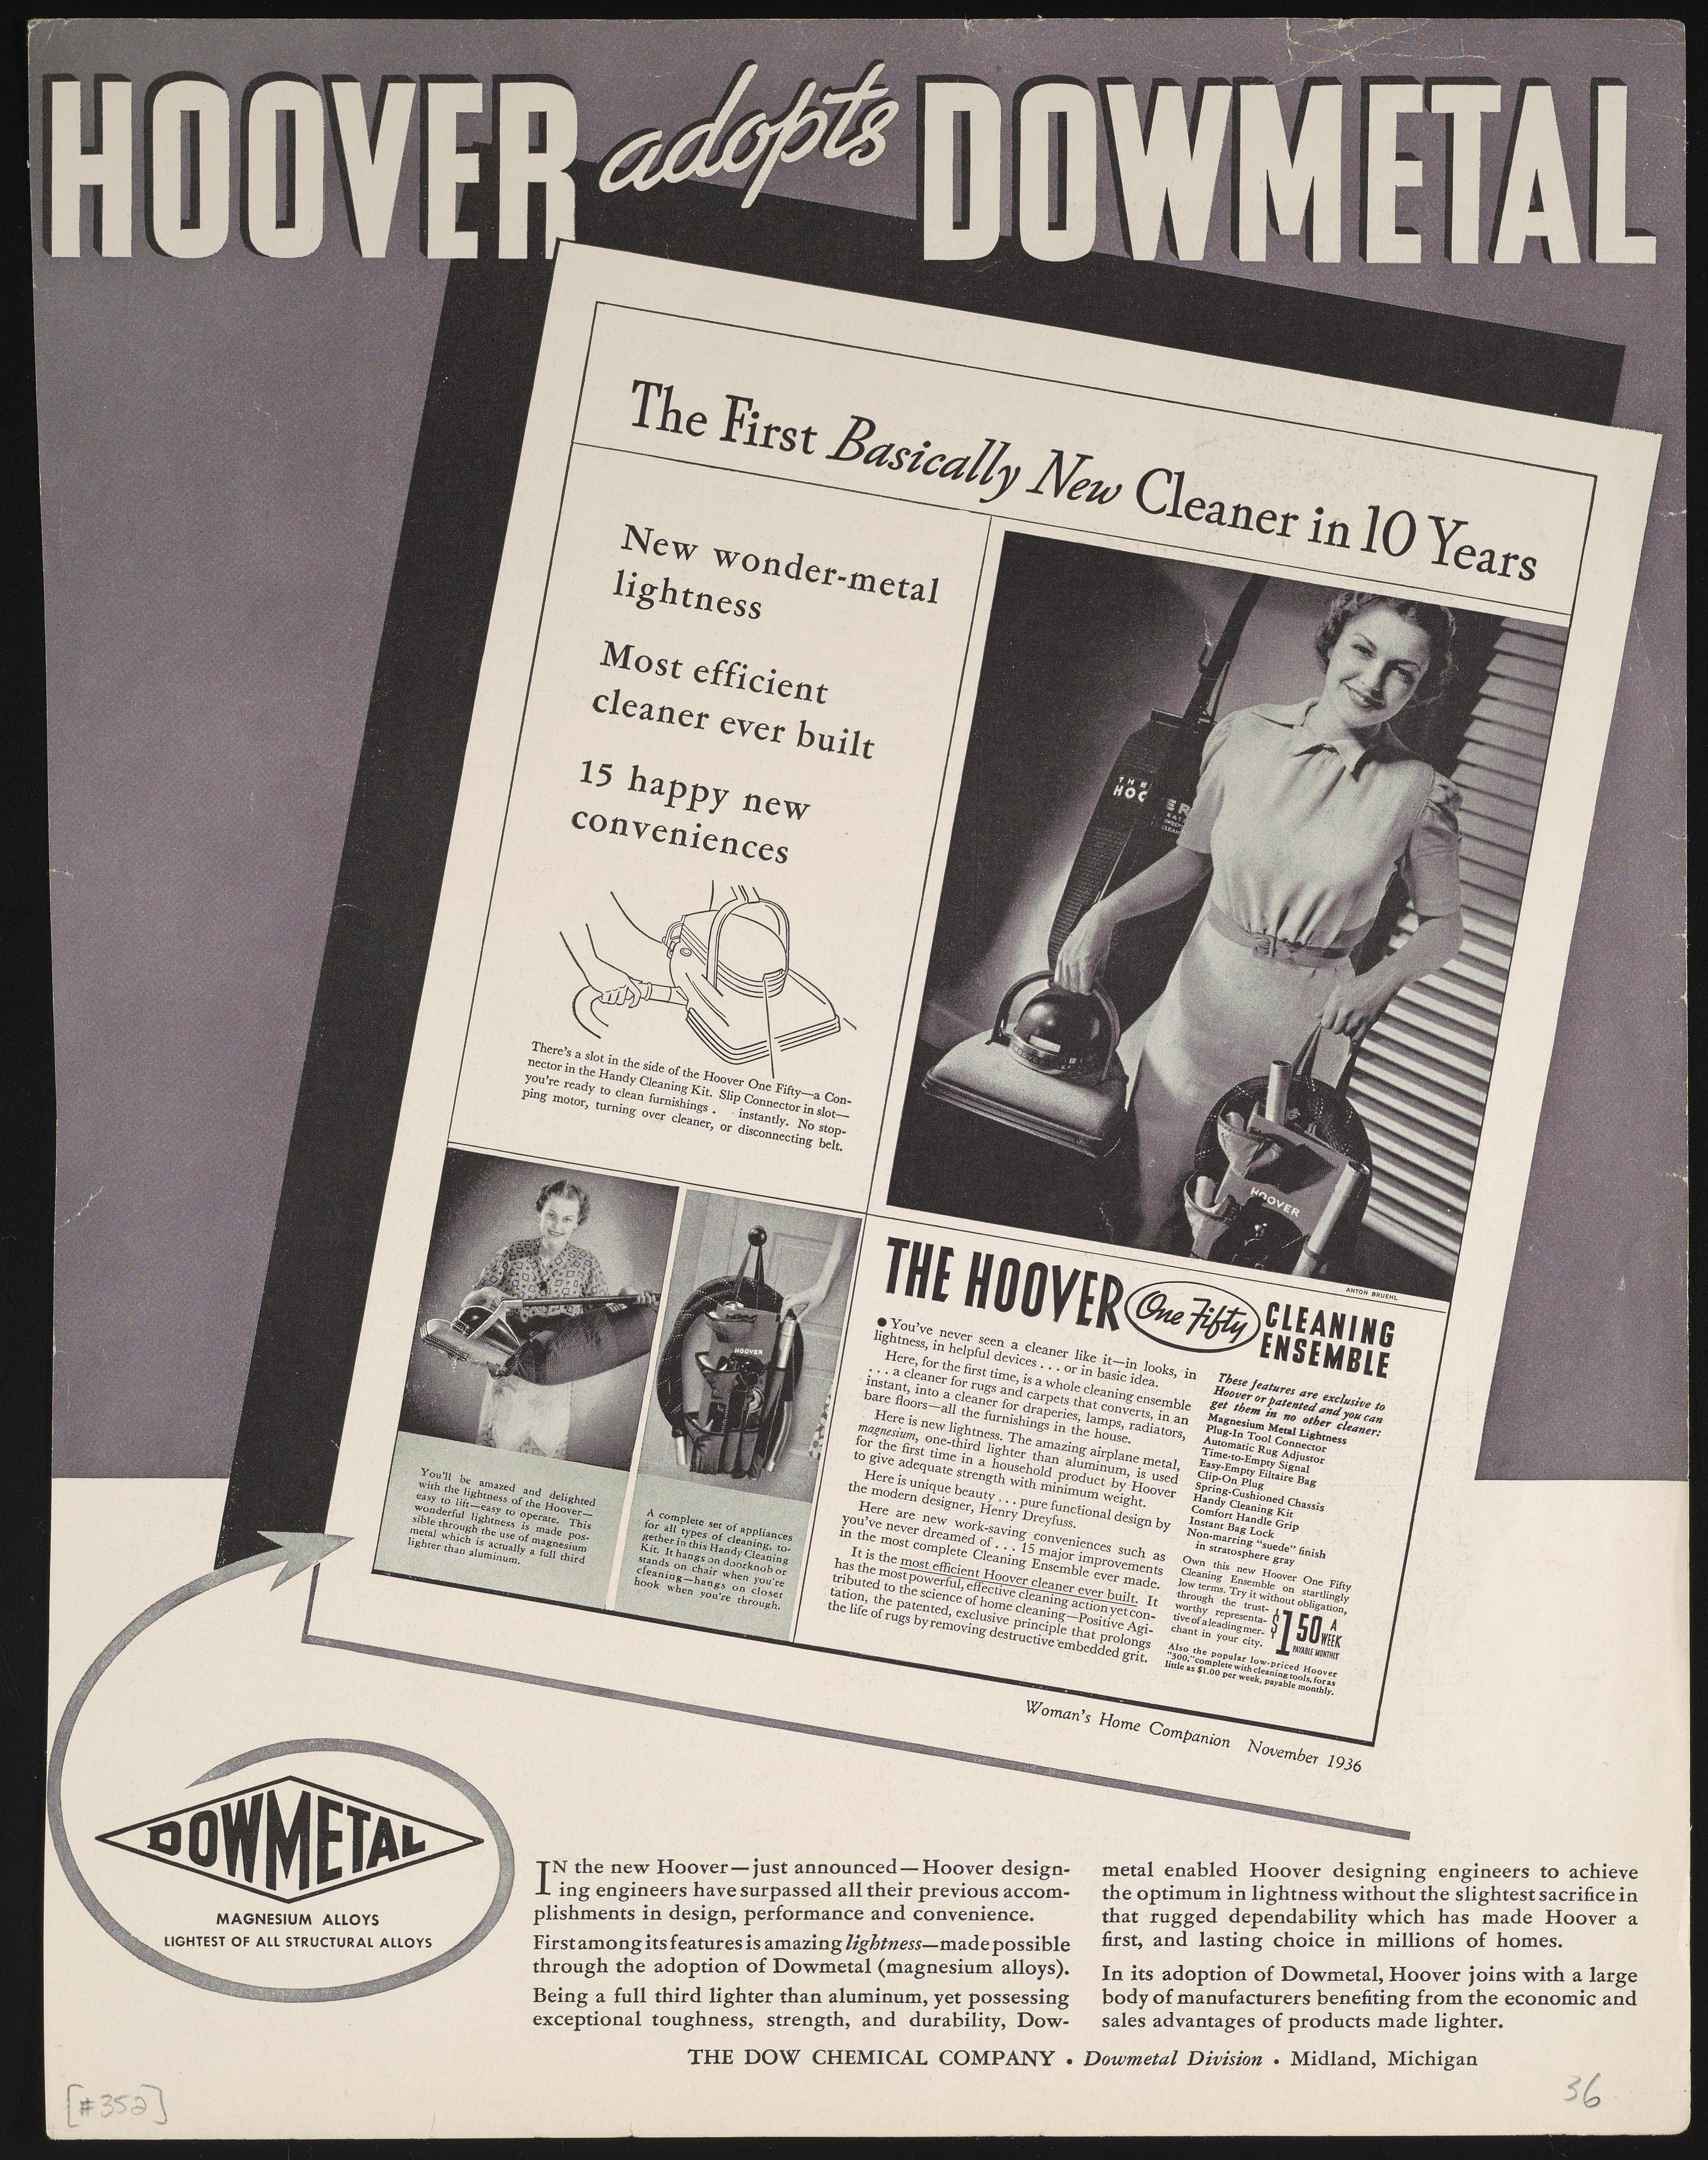 HOOVER adopts DOWMETAL
The First Basically New Cleaner in 10 Years
New wonder-metal
lightness
Most efficient
cleaner ever built
15 happy new
conveniences
There's a slot in the side of the Hoover One Fifty—a Con-
nector in the Handy Cleaning Kit. Slip Connector in slot—
you're ready to clean furnishings . . instantly. No stop-
ping motor, turning over cleaner, or disconnecting belt.
THE
HOOVER
HOOVER
ANTON BRUEHL
HOOVER
You'll be amazed and delighted
with the lightness of the Hoover—
easy to lift—easy to operate. This
wonderful lightness is made pos-
sible through the use of magnesium
metal which is actually a full third
lighter than aluminum.
A complete set of appliances
for all types of cleaning, to-
gether in this Handy Cleaning
Kit. It hangs on doorknob or
stands on chair when you're
cleaning—hangs on closet
hook when you're through.
THE HOOVER One Fifty CLEANING
ENSEMBLE
● You've never seen a cleaner like it—in looks, in
lightness, in helpful devices . . . or in basic idea.
Here, for the first time, is a whole cleaning ensemble
. . . a cleaner for rugs and carpets that converts, in an
instant, into a cleaner for draperies, lamps, radiators,
bare floors—all the furnishings in the house.
Here is new lightness. The amazing airplane metal,
magnesium, one-third lighter than aluminum, is used
for the first time in a household product by Hoover
to give adequate strength with minimum weight.
Here is unique beauty . . . pure functional design by
the modern designer, Henry Dreyfuss.
Here are new work-saving conveniences such as
you've never dreamed of . . . 15 major improvements
in the most complete Cleaning Ensemble ever made.
It is the most efficient Hoover cleaner ever built. It
has the most powerful, effective cleaning action yet con-
tributed to the science of home cleaning—Positive Agi-
tation, the patented, exclusive principle that prolongs
the life of rugs by removing destructive embedded grit.
These features are exclusive to
Hoover or patented and you can
get them in no other cleaner:
Magnesium Metal Lightness
Plug-In Tool Connector
Automatic Rug Adjustor
Time-to-Empty Signal
Easy-Empty Filtaire Bag
Clip-On Plug
Spring-Cushioned Chassis
Handy Cleaning Kit
Comfort Handle Grip
Instant Bag Lock
Non-marring "suede" finish
in stratosphere gray
Own this new Hoover One Fifty
Cleaning Ensemble on startlingly
low terms. Try it without obligation,
through the trust-
worthy representa-
tive of a leading mer-
chant in your city.
$1.50 A WEEK
PAYABLE MONTHLY
Also the popular low-priced Hoover
"300," complete with cleaning tools, for as
little as $1.00 per week, payable monthly.
Woman's Home Companion November 1936
DOWMETAL
MAGNESIUM ALLOYS
LIGHTEST OF ALL STRUCTURAL ALLOYS
IN the new Hoover—just announced—Hoover design-
ing engineers have surpassed all their previous accom-
plishments in design, performance and convenience.
First among its features is amazing lightness—made possible
through the adoption of Dowmetal (magnesium alloys).
Being a full third lighter than aluminum, yet possessing
exceptional toughness, strength, and durability, Dow-
metal enabled Hoover designing engineers to achieve
the optimum in lightness without the slightest sacrifice in
that rugged dependability which has made Hoover a
first, and lasting choice in millions of homes.
In its adoption of Dowmetal, Hoover joins with a large
body of manufacturers benefiting from the economic and
sales advantages of products made lighter.
THE DOW CHEMICAL COMPANY • Dowmetal Division • Midland, Michigan
[#352]
36